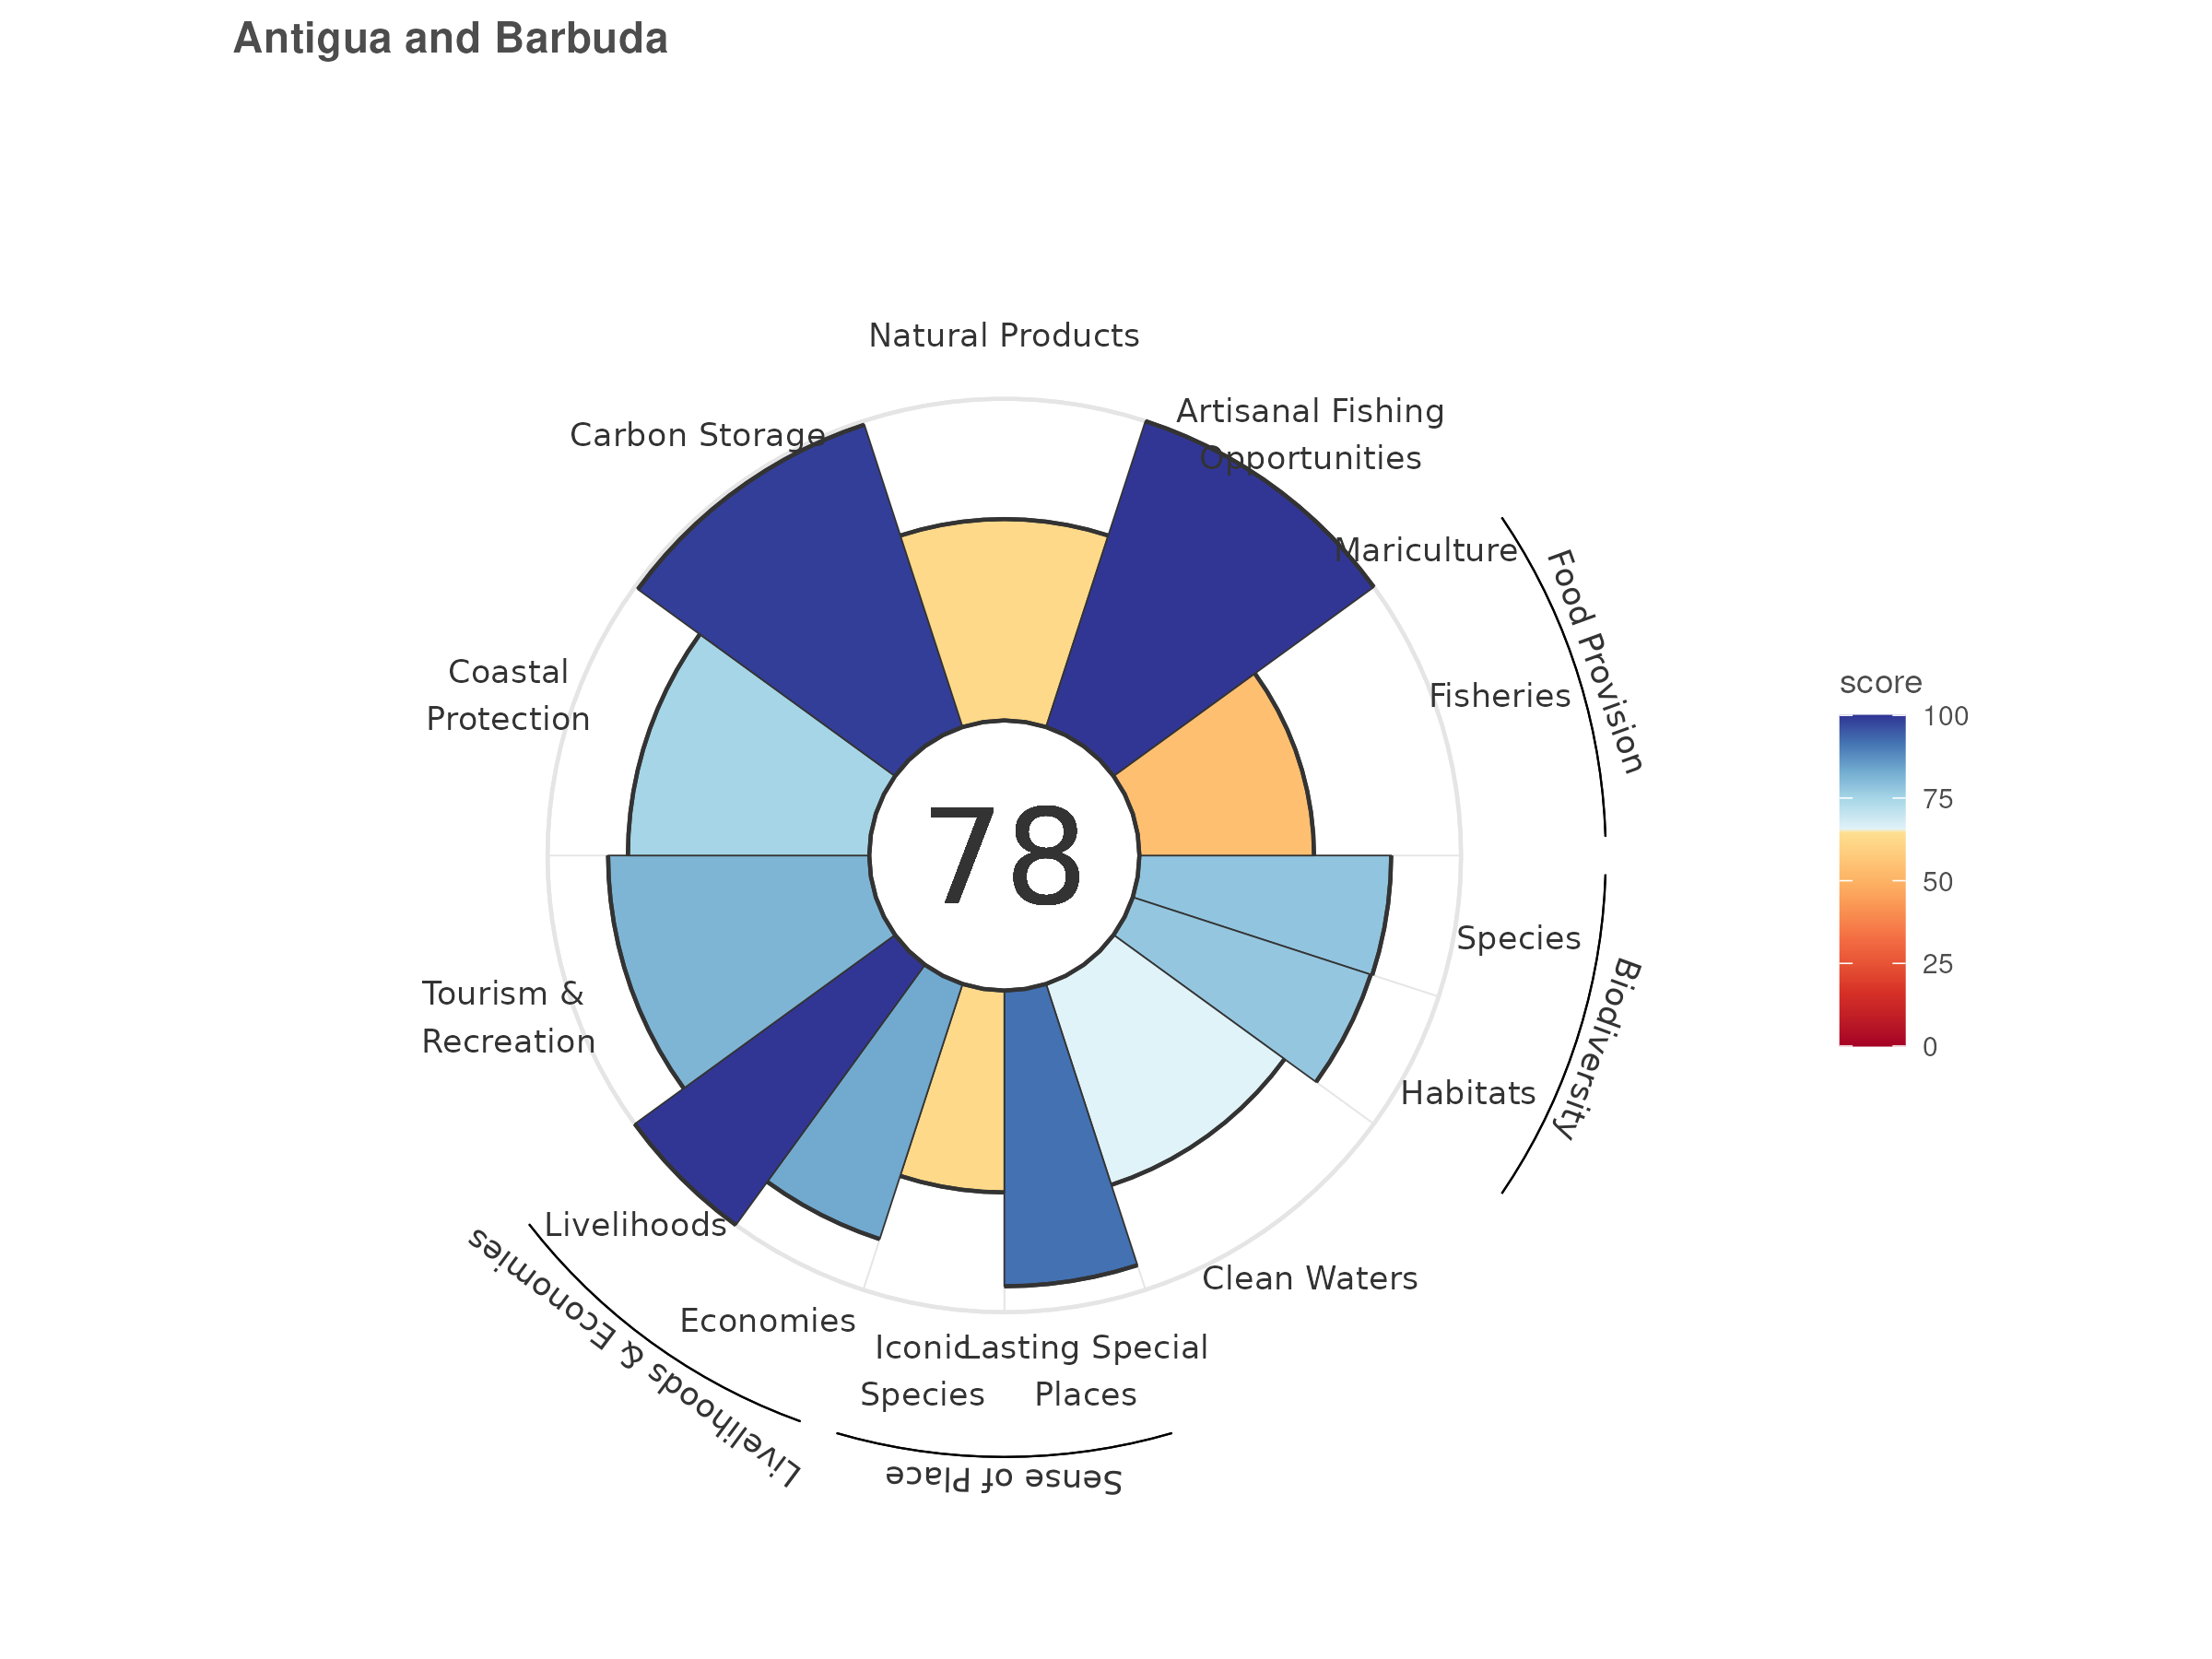 Antigua and Barbuda
Natural Products
Artisanal Fishing
Opportunities
Carbon Storage
Mariculture
Food Provision
Fisheries
Coastal
Protection
score
100
75
50
25
0
78
Species
Biodiversity
Habitats
Tourism &
Recreation
Livelihoods
Clean Waters
Economies
Livelihoods & Economies
Iconic
Species
Lasting Special
Places
Sense of Place